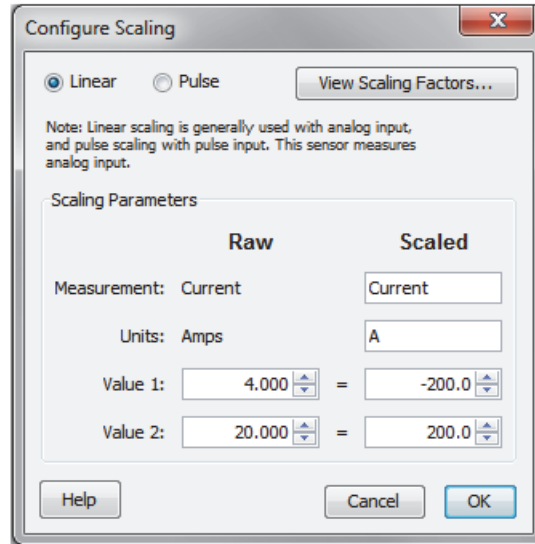 Configure Scaling
Linear Pulse View Scaling Factors...
Note: Linear scaling is generally used with analog input,
and pulse scaling with pulse input. This sensor measures
analog input.
Scaling Parameters
Raw Scaled
Measurement: Current Current
Units: Amps A
Value 1: 4.000 = -200.0
Value 2: 20.000 = 200.0
Help Cancel OK